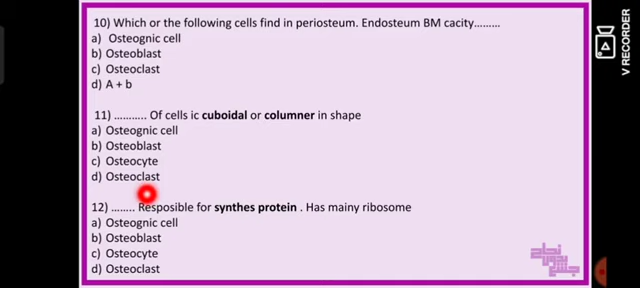 10) Which or the following cells find in periosteum. Endosteum BM cacity.........
a) Osteognic cell
b) Osteoblast
c) Osteoclast
d) A + b
11) ........... Of cells ic cuboidal or columner in shape
a) Osteognic cell
b) Osteoblast
c) Osteocyte
d) Osteoclast
12) ........ Resposible for synthes protein . Has mainy ribosome
a) Osteognic cell
b) Osteoblast
c) Osteocyte
d) Osteoclast
V RECORDER